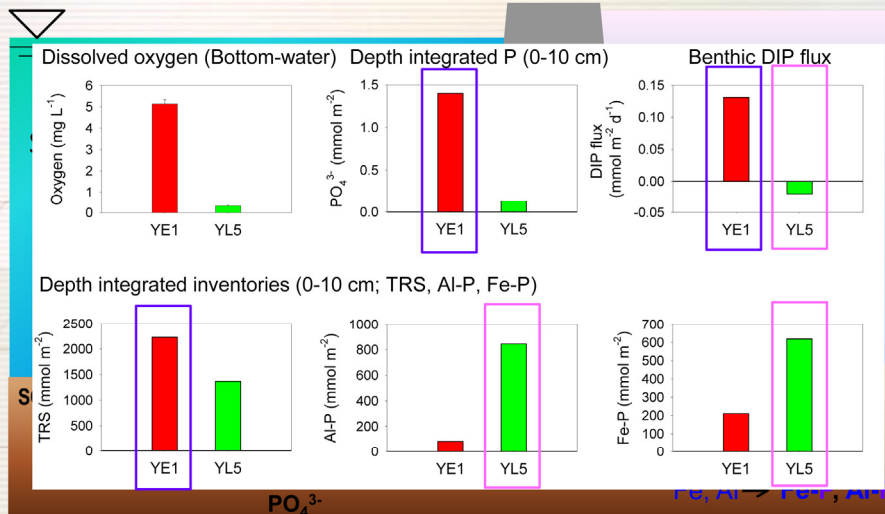 Dissolved oxygen (Bottom-water)
Oxygen (mg L⁻¹)
6
5
4
3
2
1
0
YE1 YL5
Depth integrated P (0-10 cm)
PO₄³⁻ (mmol m⁻²)
1.5
1.0
0.5
0.0
YE1 YL5
Benthic DIP flux
DIP flux
(mmol m⁻² d⁻¹)
0.15
0.10
0.05
0.00
-0.05
YE1 YL5
Depth integrated inventories (0-10 cm; TRS, Al-P, Fe-P)
TRS (mmol m⁻²)
2500
2000
1500
1000
500
0
YE1 YL5
Al-P (mmol m⁻²)
1000
800
600
400
200
0
YE1 YL5
Fe-P (mmol m⁻²)
700
600
500
400
300
200
100
0
YE1 YL5
PO₄³⁻
Fe, Al → Fe-P, Al-